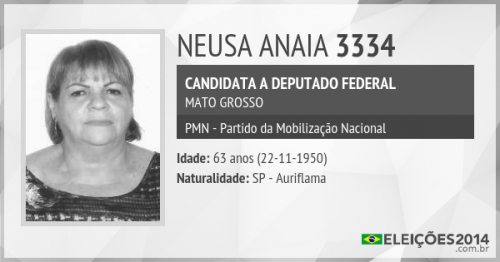 NEUSA ANAIA 3334
CANDIDATA A DEPUTADO FEDERAL
MATO GROSSO
PMN - Partido da Mobilização Nacional
Idade: 63 anos (22-11-1950)
Naturalidade: SP - Auriflama
ELEIÇÕES2014
.com.br